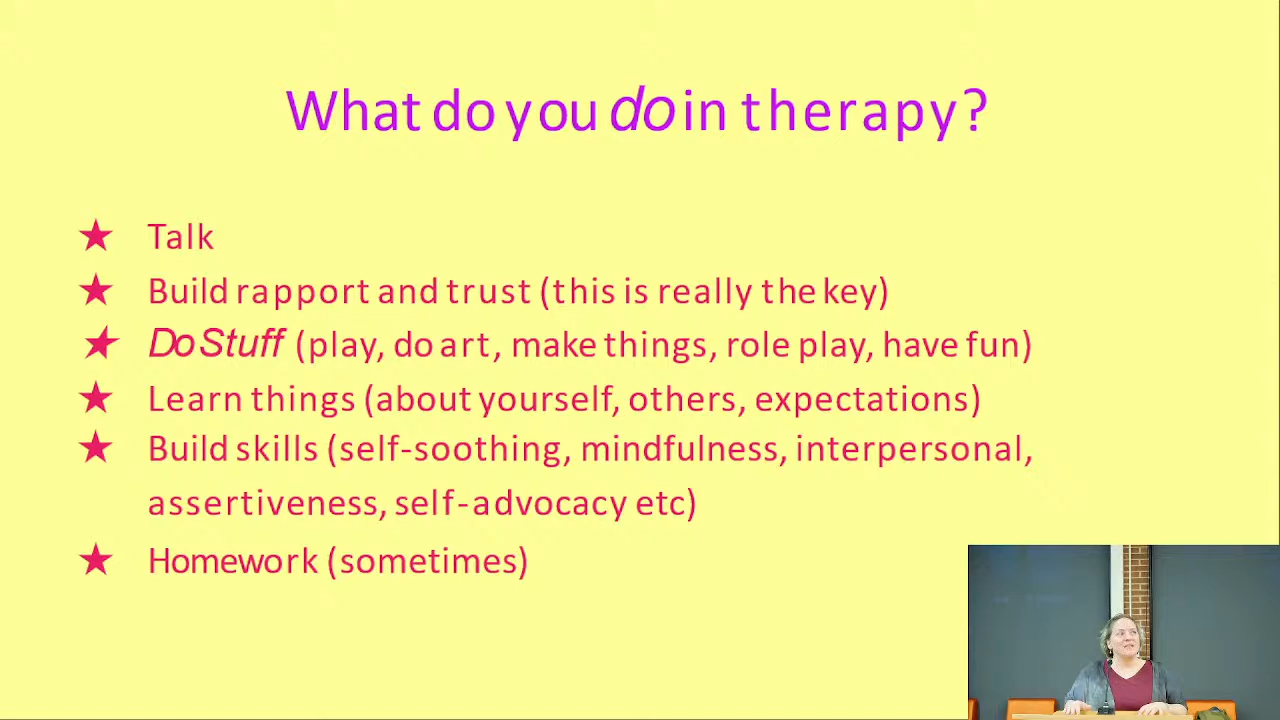 What do you do in therapy?
★ Talk
★ Build rapport and trust (this is really the key)
★ Do Stuff (play, do art, make things, role play, have fun)
★ Learn things (about yourself, others, expectations)
★ Build skills (self-soothing, mindfulness, interpersonal,
assertiveness, self-advocacy etc)
★ Homework (sometimes)